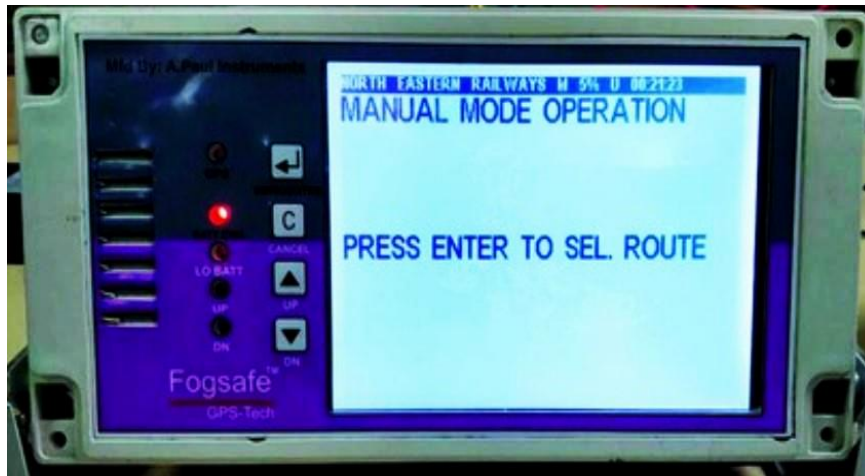 Mfd By: A.Paul Instruments
NORTH EASTERN RAILWAYS M 5% U 00:21:23
MANUAL MODE OPERATION
PRESS ENTER TO SEL. ROUTE
C
CANCEL
LO BATT
UP
UP
DN
DN
Fogsafe™
GPS-Tech